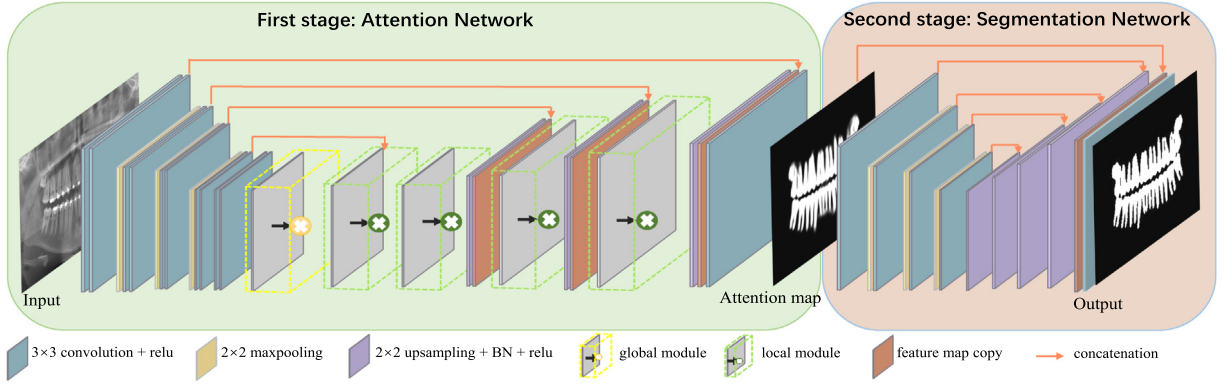 First stage: Attention Network
Second stage: Segmentation Network
Input
Attention map
Output
3×3 convolution + relu
2×2 maxpooling
2×2 upsampling + BN + relu
global module
local module
feature map copy
concatenation